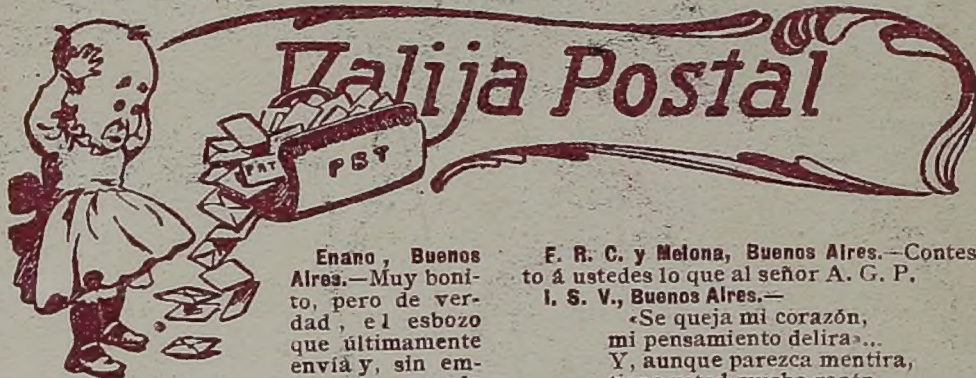 Valija Postal
PBT
PBT
Enano, Buenos
Aires.—Muy boni-
to, pero de ver-
dad, el esbozo
que últimamente
envía y, sin em-
F. R. C. y Melona, Buenos Aires.—Contes
to á ustedes lo que al señor A. G. P.
I. S. V., Buenos Aires.—
«Se queja mi corazón,
mi pensamiento delira»...
Y, aunque parezca mentira,